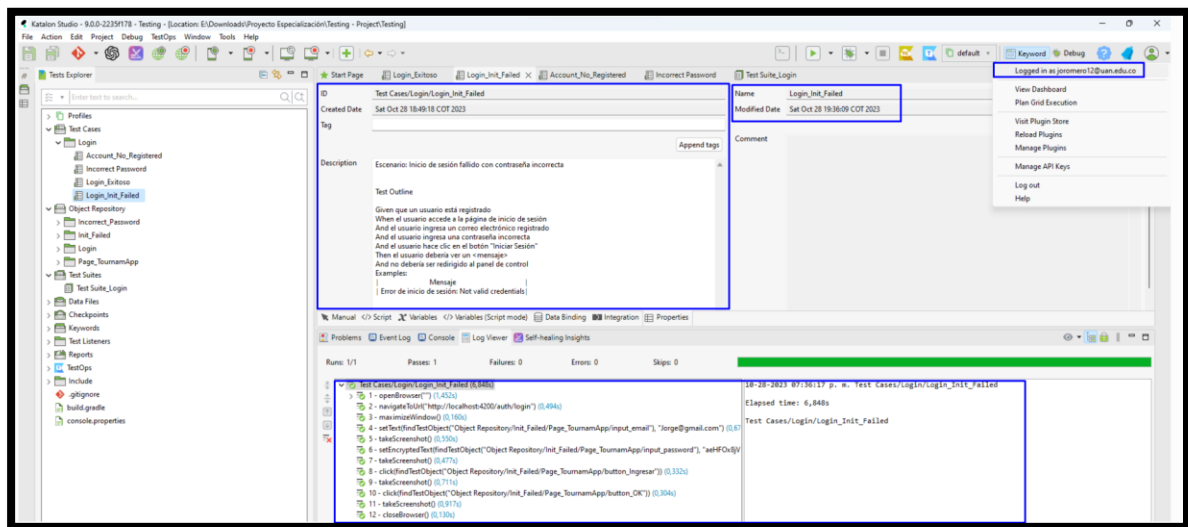 Katalon Studio - 9.0.0-2235f178 - Testing - [Location: E:\Downloads\Proyecto Especialización\Testing - Project\Testing]
File Action Edit Project Debug TestOps Window Tools Help
default
Keyword
Debug
Tests Explorer
Enter text to search...
Profiles
Test Cases
Login
Account_No_Registered
Incorrect Password
Login_Exitoso
Login_Init_Failed
Object Repository
Incorrect_Password
Init_Failed
Login
Page_TournamApp
Test Suites
Test Suite_Login
Data Files
Checkpoints
Keywords
Test Listeners
Reports
TestOps
Include
.gitignore
build.gradle
console.properties
Start Page
Login_Exitoso
Login_Init_Failed
Account_No_Registered
Incorrect Password
Test Suite_Login
ID Test Cases/Login/Login_Init_Failed
Created Date Sat Oct 28 18:49:18 COT 2023
Tag
Append tags
Description
Escenario: Inicio de sesión fallido con contraseña incorrecta
Test Outline
Given que un usuario está registrado
When el usuario accede a la página de inicio de sesión
And el usuario ingresa un correo electrónico registrado
And el usuario ingresa una contraseña incorrecta
And el usuario hace clic en el botón "Iniciar Sesión"
Then el usuario debería ver un <mensaje>
And no debería ser redirigido al panel de control
Examples:
| Mensaje |
| Error de inicio de sesión: Not valid credentials|
Name Login_Init_Failed
Modified Date Sat Oct 28 19:36:09 COT 2023
Comment
Logged in as joromero12@uan.edu.co
View Dashboard
Plan Grid Execution
Visit Plugin Store
Reload Plugins
Manage Plugins
Manage API Keys
Log out
Help
Manual </> Script Variables </> Variables (Script mode) Data Binding Integration Properties
Problems Event Log Console Log Viewer Self-healing Insights
Runs: 1/1 Passes: 1 Failures: 0 Errors: 0 Skips: 0
Test Cases/Login/Login_Init_Failed (6,848s)
1 - openBrowser("") (1,452s)
2 - navigateToUrl("http://localhost:4200/auth/login") (0,494s)
3 - maximizeWindow() (0,160s)
4 - setText(findTestObject("Object Repository/Init_Failed/Page_TournamApp/input_email"), "Jorge@gmail.com") (0,67
5 - takeScreenshot() (0,550s)
6 - setEncryptedText(findTestObject("Object Repository/Init_Failed/Page_TournamApp/input_password"),
7 - takeScreenshot() (0,477s)
8 - click(findTestObject("Object Repository/Init_Failed/Page_TournamApp/button_Ingresar")) (0,332s)
9 - takeScreenshot() (0,711s)
10 - click(findTestObject("Object Repository/Init_Failed/Page_TournamApp/button_OK")) (0,304s)
11 - takeScreenshot() (0,917s)
12 - closeBrowser() (0,130s)
10-28-2023 07:36:17 p. m. Test Cases/Login/Login_Init_Failed
Elapsed time: 6,848s
Test Cases/Login/Login_Init_Failed